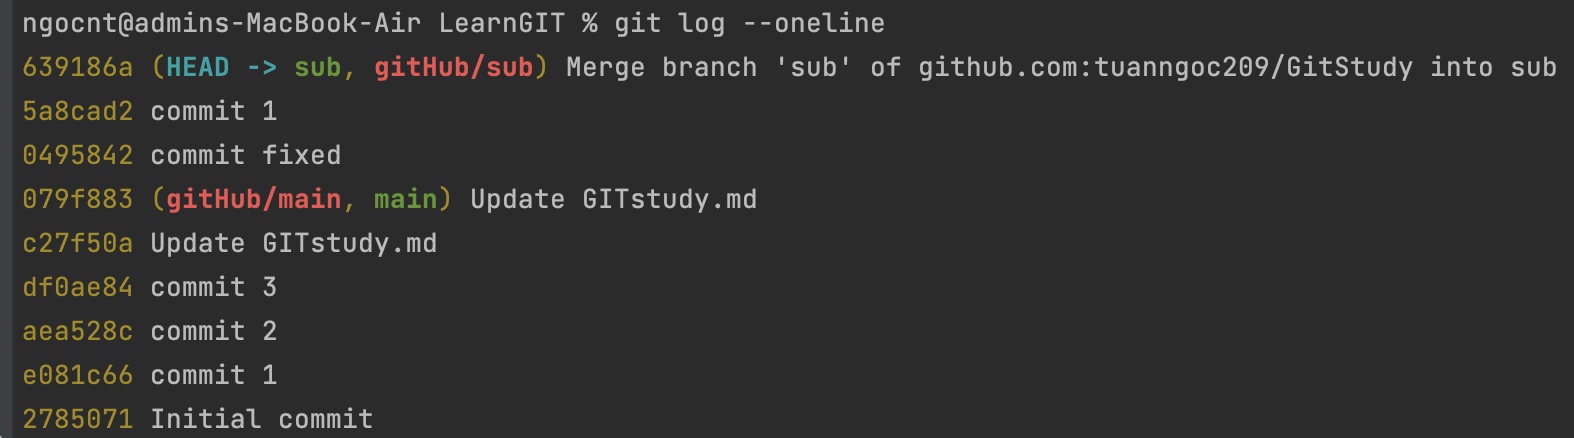 ngocnt@admins-MacBook-Air LearnGIT % git log --oneline
639186a (HEAD -> sub, gitHub/sub) Merge branch 'sub' of github.com:tuanngoc209/GitStudy into sub
5a8cad2 commit 1
0495842 commit fixed
079f883 (gitHub/main, main) Update GITstudy.md
c27f50a Update GITstudy.md
df0ae84 commit 3
aea528c commit 2
e081c66 commit 1
2785071 Initial commit